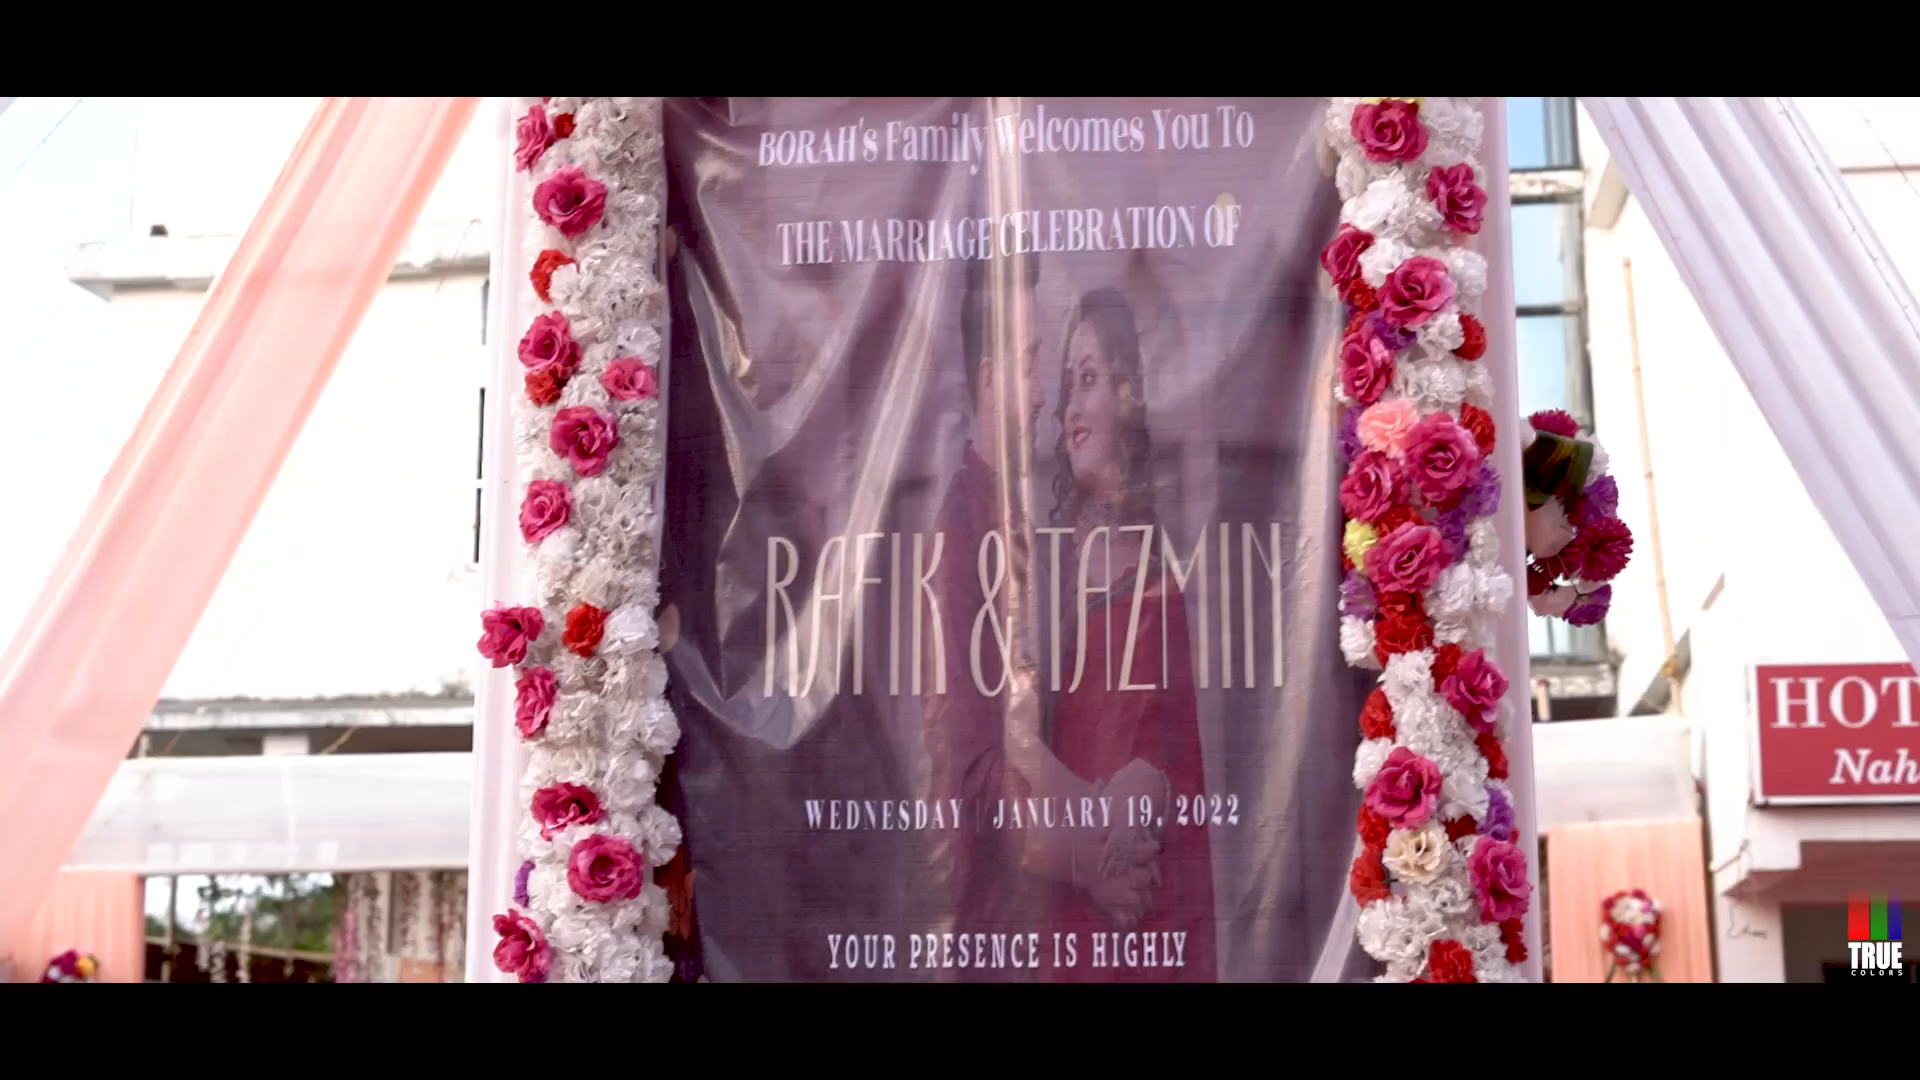 BORAH's Family Welcomes You To
THE MARRIAGE CELEBRATION OF
RAFIK & TAZMIN
WEDNESDAY | JANUARY 19, 2022
YOUR PRESENCE IS HIGHLY
HOT
Nah
TRUE
COLORS